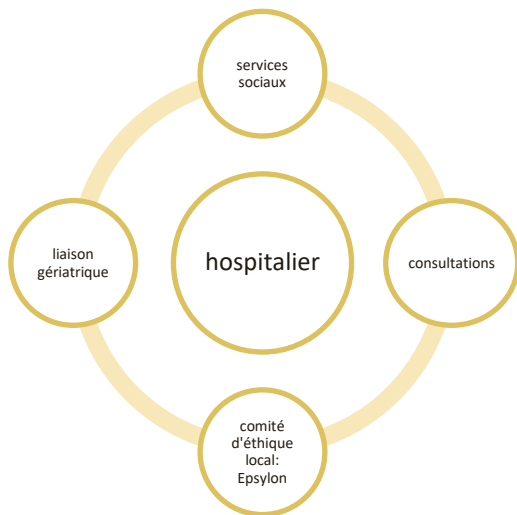 services
sociaux
liaison
gériatrique
hospitalier
consultations
comité
d'éthique
local:
Epsylon